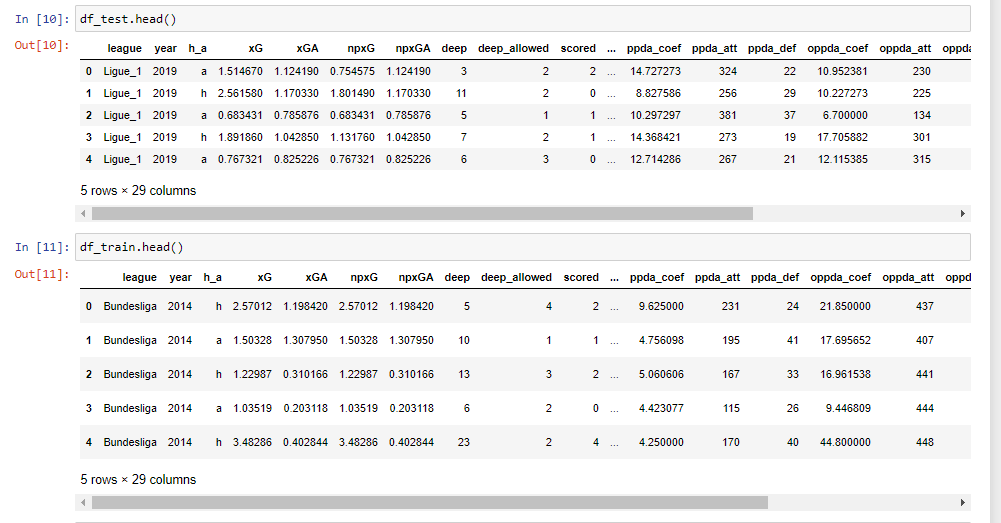 In [10]: df_test.head()
Out[10]:
league year h_a xG xGA npxG npxGA deep deep_allowed scored ... ppda_coef ppda_att ppda_def oppda_coef oppda_att oppda
0 Ligue_1 2019 a 1.514670 1.124190 0.754575 1.124190 3 2 2 ... 14.727273 324 22 10.952381 230
1 Ligue_1 2019 h 2.561580 1.170330 1.801490 1.170330 11 2 0 ... 8.827586 256 29 10.227273 225
2 Ligue_1 2019 a 0.683431 0.785876 0.683431 0.785876 5 1 1 ... 10.297297 381 37 6.700000 134
3 Ligue_1 2019 h 1.891860 1.042850 1.131760 1.042850 7 2 1 ... 14.368421 273 19 17.705882 301
4 Ligue_1 2019 a 0.767321 0.825226 0.767321 0.825226 6 3 0 ... 12.714286 267 21 12.115385 315
5 rows × 29 columns
In [11]: df_train.head()
Out[11]:
league year h_a xG xGA npxG npxGA deep deep_allowed scored ... ppda_coef ppda_att ppda_def oppda_coef oppda_att oppd
0 Bundesliga 2014 h 2.57012 1.198420 2.57012 1.198420 5 4 2 ... 9.625000 231 24 21.850000 437
1 Bundesliga 2014 a 1.50328 1.307950 1.50328 1.307950 10 1 1 ... 4.756098 195 41 17.695652 407
2 Bundesliga 2014 h 1.22987 0.310166 1.22987 0.310166 13 3 2 ... 5.060606 167 33 16.961538 441
3 Bundesliga 2014 a 1.03519 0.203118 1.03519 0.203118 6 2 0 ... 4.423077 115 26 9.446809 444
4 Bundesliga 2014 h 3.48286 0.402844 3.48286 0.402844 23 2 4 ... 4.250000 170 40 44.800000 448
5 rows × 29 columns